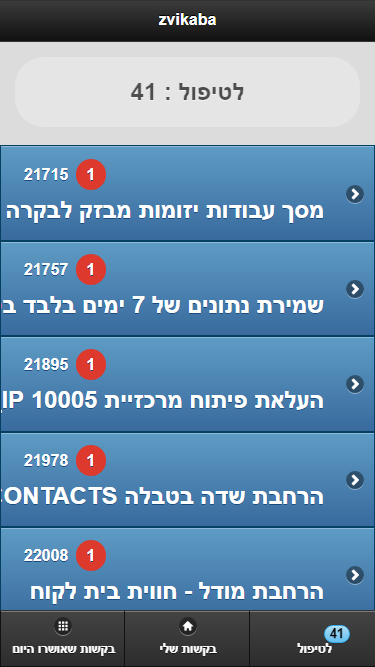 zvikaba
לטיפול : 41
21715 1
מסך עבודות יזומות מבזק לבקרה
21757 1
שמירת נתונים של 7 ימים בלבד ב
21895 1
העלאת פיתוח מרכזיית IP 10005
21978 1
הרחבת שדה בטבלה CONTACTS
22008 1
הרחבת מודל - חווית בית לקוח
41
לטיפול
בקשות שלי
בקשות שאושרו היום